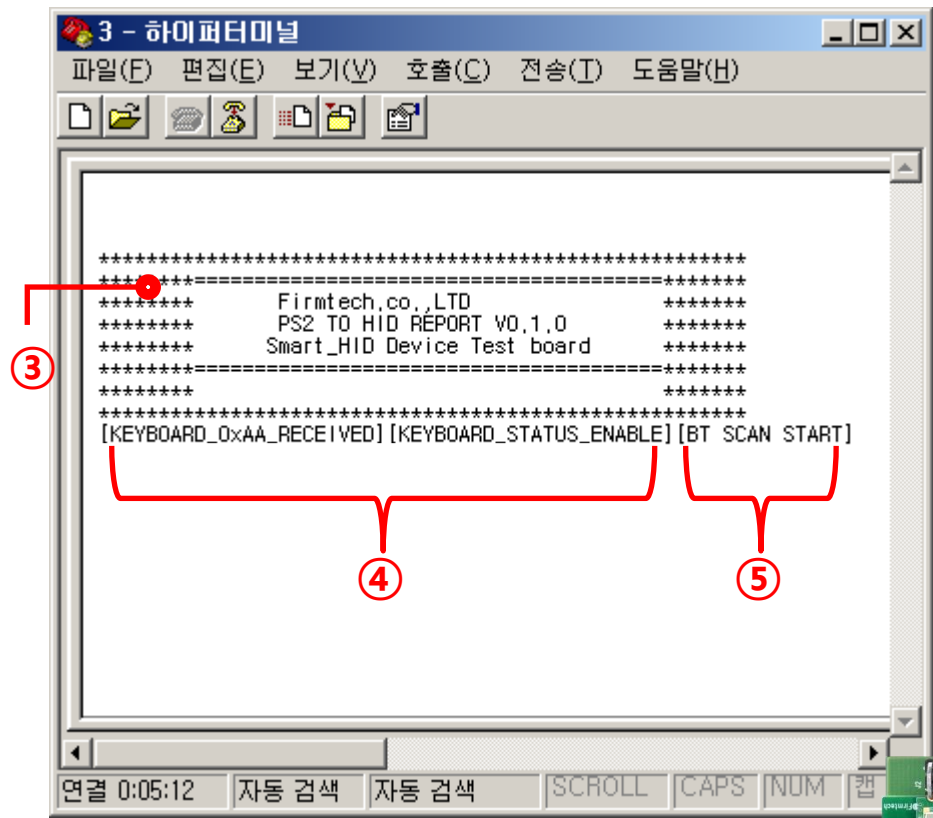 3 - 하이퍼터미널
파일(F) 편집(E) 보기(V) 호출(C) 전송(T) 도움말(H)
******************************************************
********=======================================*******
******** Firmtech,co,,LTD *******
******** PS2 TO HID REPORT V0,1,0 *******
******** Smart_HID Device Test board *******
********=======================================*******
******** *******
******************************************************
[KEYBOARD_0xAA_RECEIVED][KEYBOARD_STATUS_ENABLE][BT SCAN START]
③
④ ⑤
연결 0:05:12 자동 검색 자동 검색 SCROLL CAPS NUM 캡
Firmtech